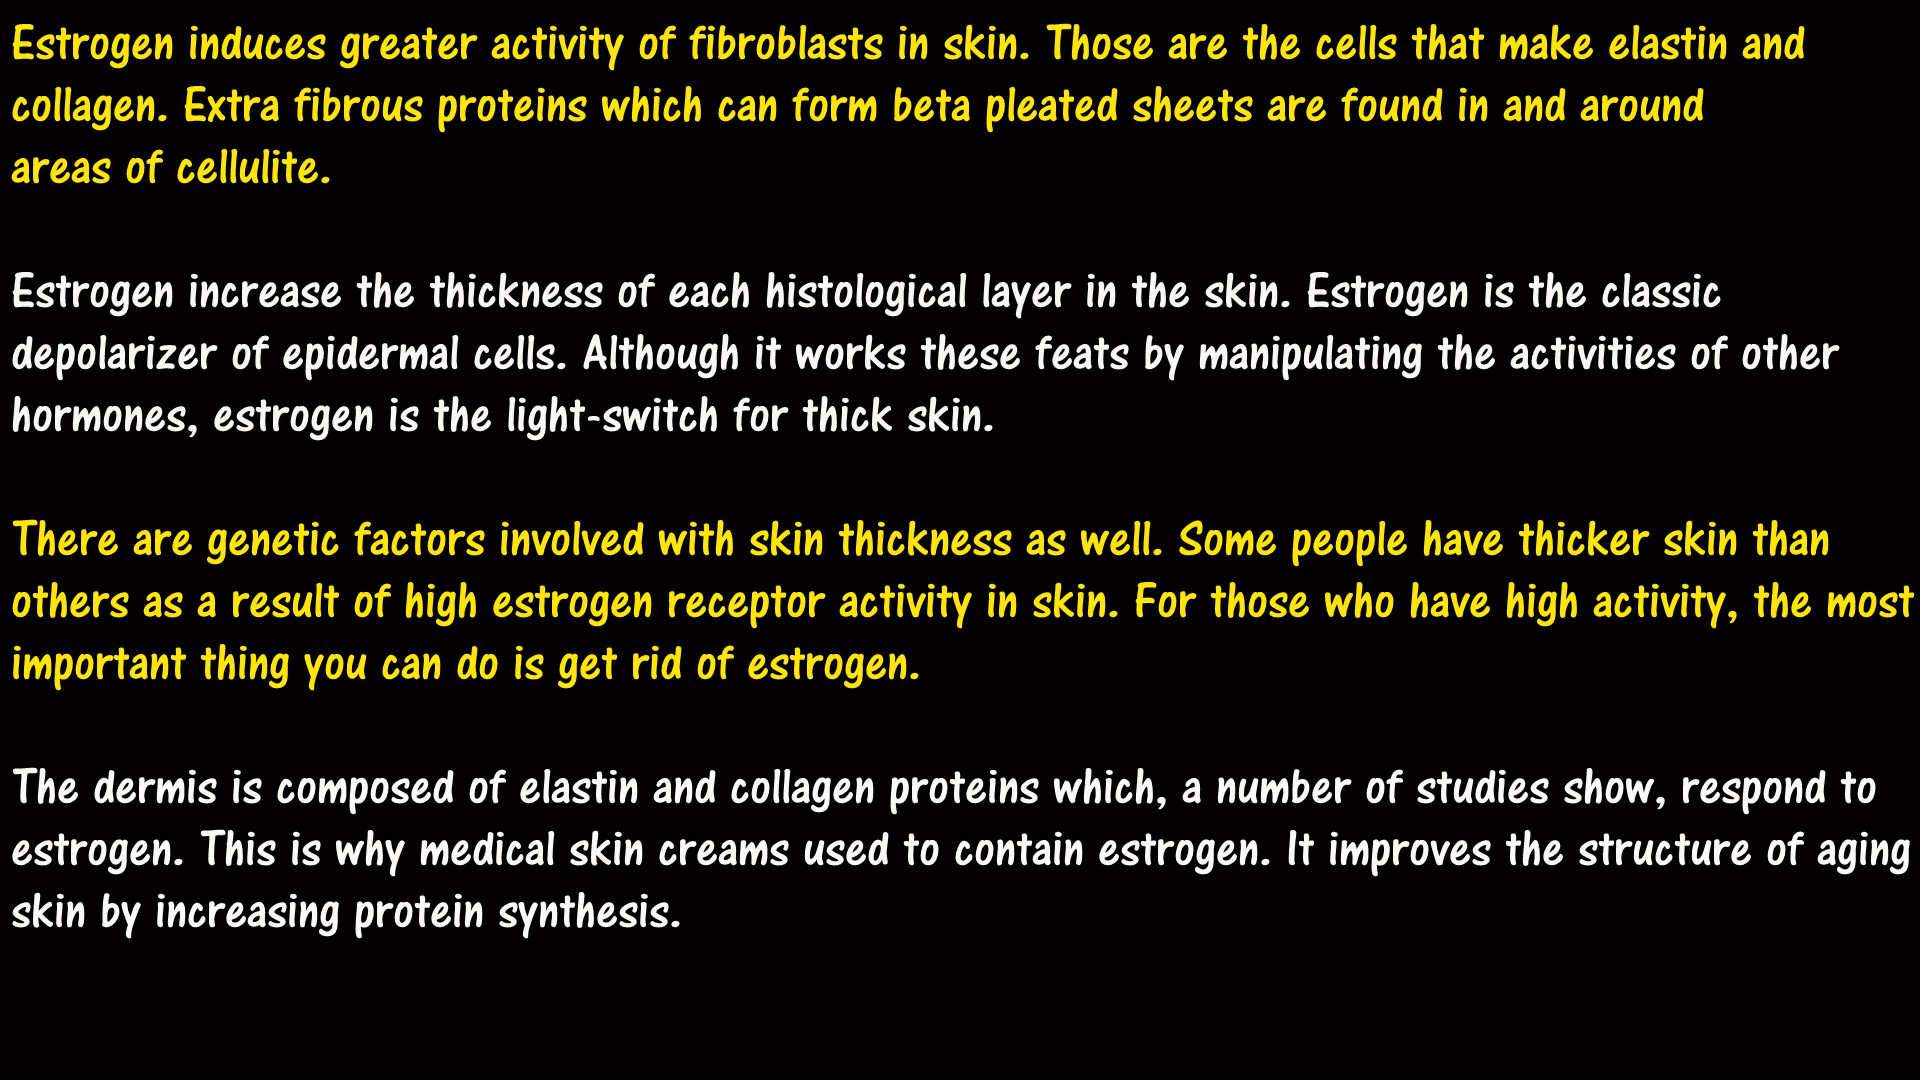 Estrogen induces greater activity of fibroblasts in skin. Those are the cells that make elastin and
collagen. Extra fibrous proteins which can form beta pleated sheets are found in and around
areas of cellulite.
Estrogen increase the thickness of each histological layer in the skin. Estrogen is the classic
depolarizer of epidermal cells. Although it works these feats by manipulating the activities of other
hormones, estrogen is the light-switch for thick skin.
There are genetic factors involved with skin thickness as well. Some people have thicker skin than
others as a result of high estrogen receptor activity in skin. For those who have high activity, the most
important thing you can do is get rid of estrogen.
The dermis is composed of elastin and collagen proteins which, a number of studies show, respond to
estrogen. This is why medical skin creams used to contain estrogen. It improves the structure of aging
skin by increasing protein synthesis.